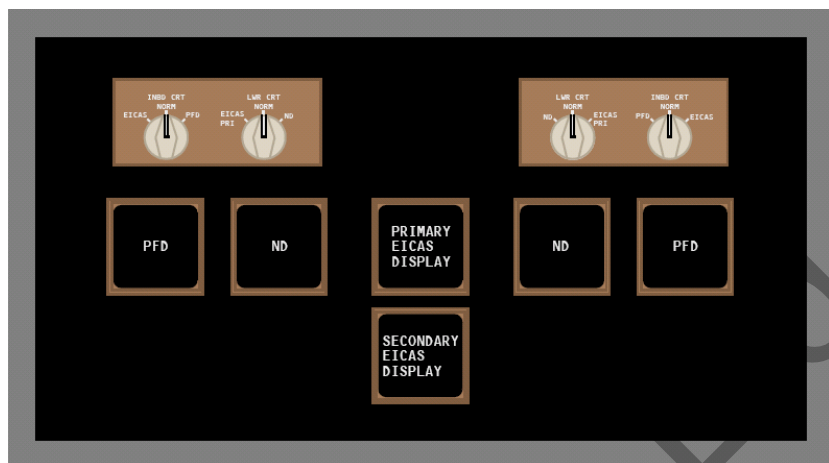 INBD CRT
NORM
EICAS
PFD
LWR CRT
NORM
EICAS
PRI
ND
LWR CRT
NORM
ND
EICAS
PRI
INBD CRT
NORM
PFD
EICAS
PFD
ND
PRIMARY
EICAS
DISPLAY
ND
PFD
SECONDARY
EICAS
DISPLAY